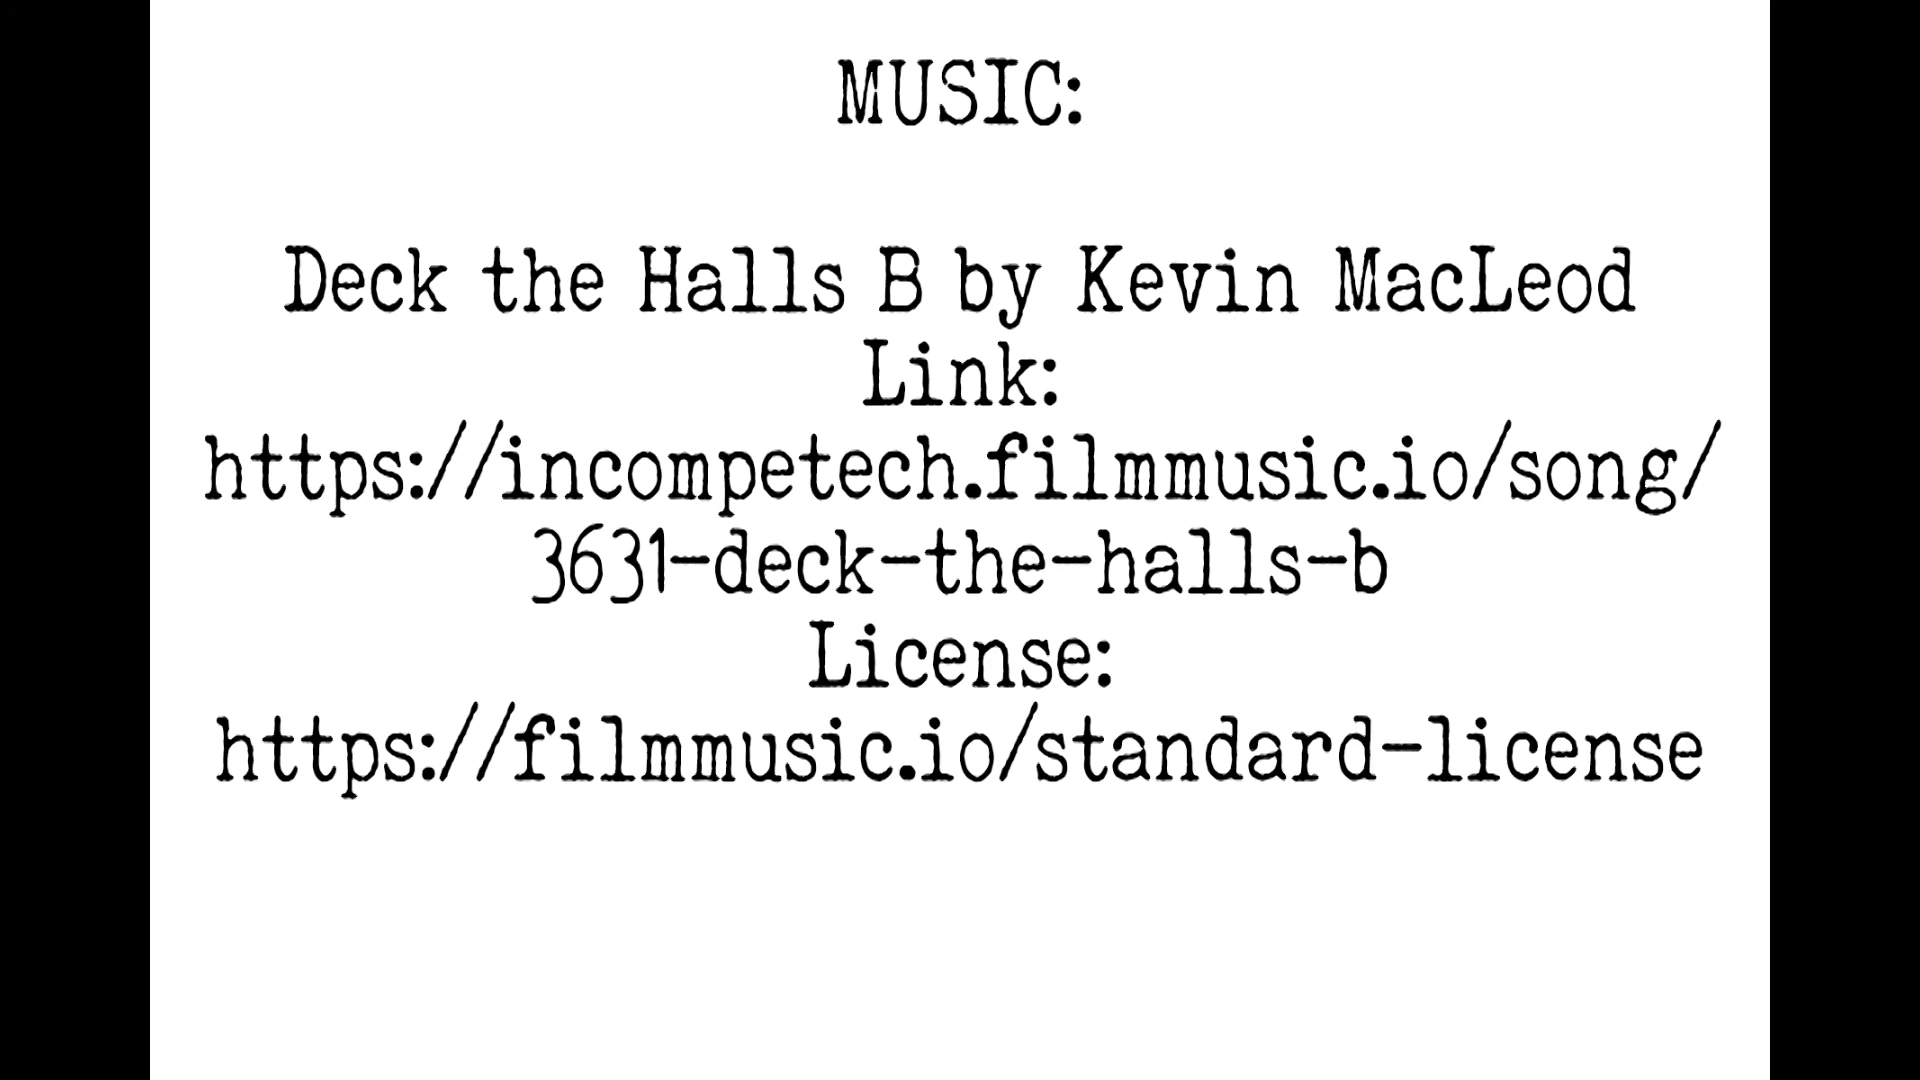 MUSIC:
Deck the Halls B by Kevin MacLeod
Link:
https://incompetech.filmmusic.io/song/
3631-deck-the-halls-b
License:
https://filmmusic.io/standard-license